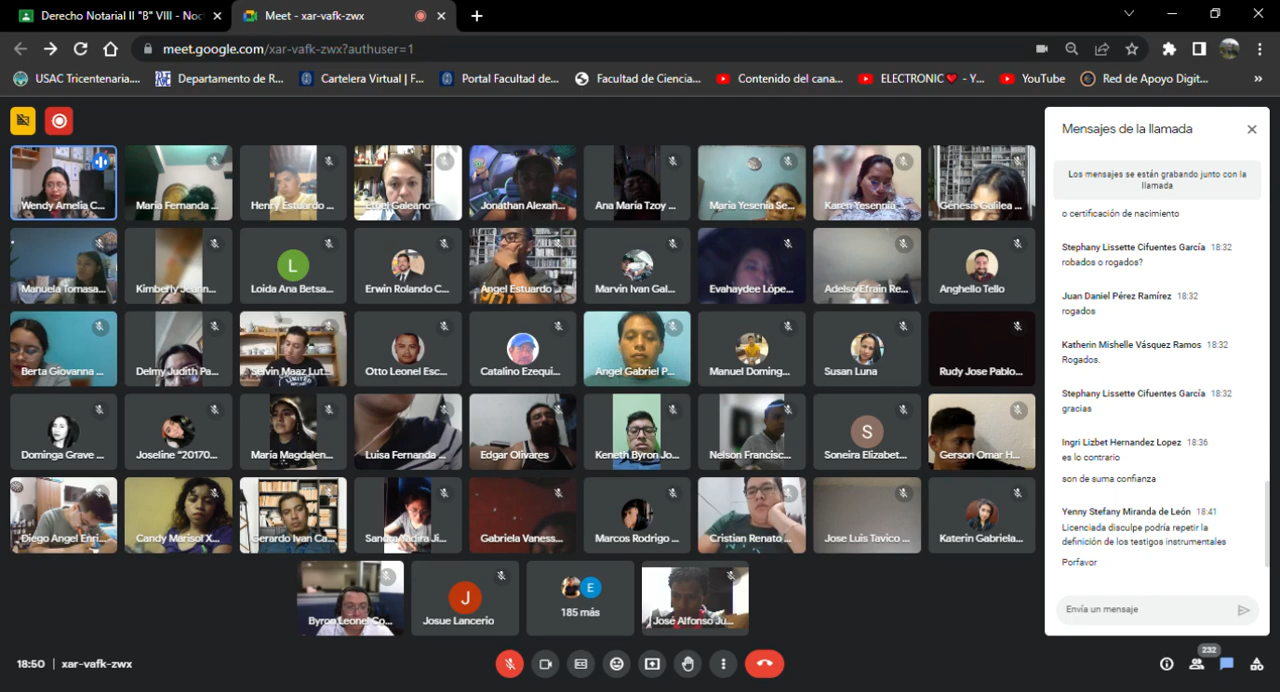 Derecho Notarial II "B" VIII - Noc
Meet - xar-vafk-zwx
meet.google.com/xar-vafk-zwx?authuser=1
USAC Tricentenaria....
Departamento de R...
Cartelera Virtual | F...
Portal Facultad de...
Facultad de Ciencia...
Contenido del cana...
ELECTRONIC❤ - Y...
YouTube
Red de Apoyo Digit...
»
Wendy Amelia C...
Maria Fernanda ...
Henry Estuardo ...
Ethel Galeano
Jonathan Alexan...
Ana María Tzoy ...
María Yesenia Se...
Karen Yesennia ...
Génesis Galilea ...
Manuela Tomasa...
Kimberly Jeann...
L
Loida Ana Betsa...
Erwin Rolando C...
Angel Estuardo ...
Marvin Ivan Gal...
Evahaydee Lópe...
Adelso Efraín Re...
Anghello Tello
Berta Giovanna ...
Delmy Judith Pa...
Selvin Maaz Lut...
Otto Leonel Esc...
Catalino Ezequi...
Angel Gabriel P...
Manuel Doming...
Susan Luna
Rudy Jose Pablo...
Dominga Grave ...
Joseline "20170...
Maria Magdalen...
Luisa Fernanda ...
Edgar Olivares
Keneth Byron Jo...
Nelson Francisc...
S
Soneira Elizabet...
Gerson Omar H...
Diego Angel Enri...
Candy Marisol X...
Gerardo Ivan Ca...
Sandra Yadira Ji...
Gabriela Vaness...
Marcos Rodrigo ...
Cristian Renato ...
Jose Luis Tavico ...
Katerin Gabriela...
Byron Leonel Co...
J
Josue Lancerio
E
185 más
José Alfonso Ju...
Mensajes de la llamada
Los mensajes se están grabando junto con la
llamada
o certificación de nacimiento
Stephany Lissette Cifuentes García 18:32
robados o rogados?
Juan Daniel Pérez Ramírez 18:32
rogados
Katherin Mishelle Vásquez Ramos 18:32
Rogados.
Stephany Lissette Cifuentes García 18:32
gracias
Ingri Lizbet Hernandez Lopez 18:36
es lo contrario
son de suma confianza
Yenny Stefany Miranda de León 18:41
Licenciada disculpe podría repetir la
definición de los testigos instrumentales
Porfavor
Envía un mensaje
18:50 | xar-vafk-zwx
232